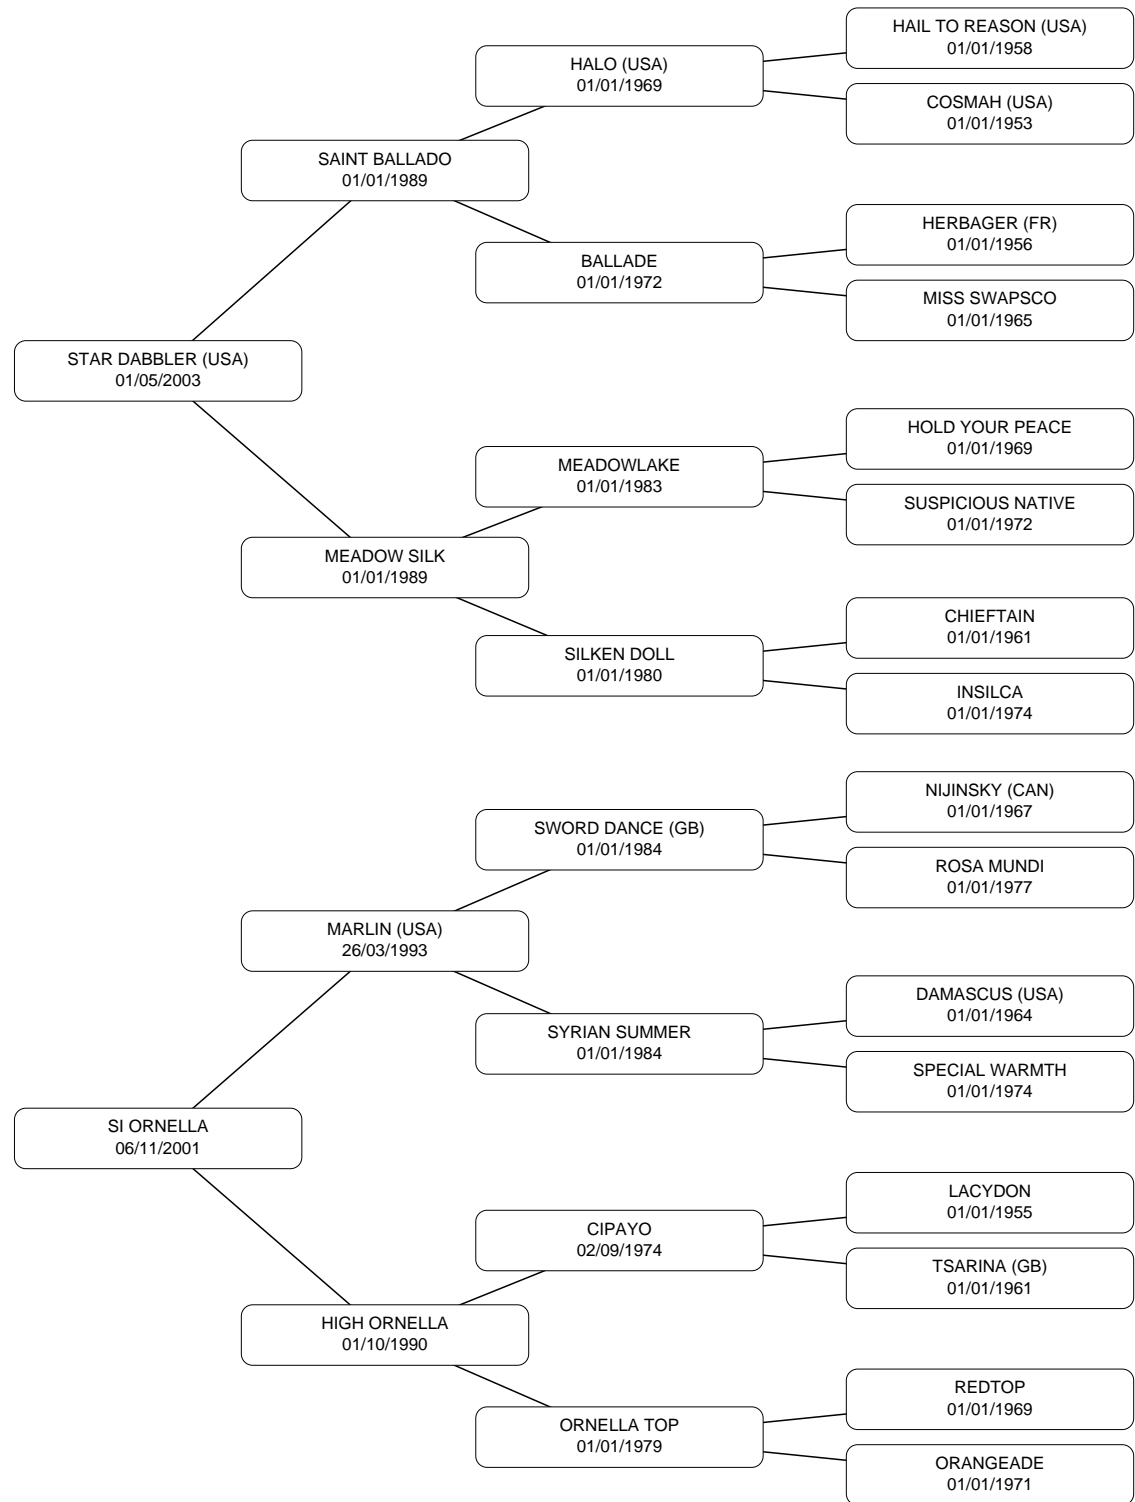 HAIL TO REASON (USA)
01/01/1958
HALO (USA)
01/01/1969
COSMAH (USA)
01/01/1953
SAINT BALLADO
01/01/1989
HERBAGER (FR)
01/01/1956
BALLADE
01/01/1972
MISS SWAPSCO
01/01/1965
STAR DABBLER (USA)
01/05/2003
HOLD YOUR PEACE
01/01/1969
MEADOWLAKE
01/01/1983
SUSPICIOUS NATIVE
01/01/1972
MEADOW SILK
01/01/1989
CHIEFTAIN
01/01/1961
SILKEN DOLL
01/01/1980
INSILCA
01/01/1974
NIJINSKY (CAN)
01/01/1967
SWORD DANCE (GB)
01/01/1984
ROSA MUNDI
01/01/1977
MARLIN (USA)
26/03/1993
DAMASCUS (USA)
01/01/1964
SYRIAN SUMMER
01/01/1984
SPECIAL WARMTH
01/01/1974
SI ORNELLA
06/11/2001
LACYDON
01/01/1955
CIPAYO
02/09/1974
TSARINA (GB)
01/01/1961
HIGH ORNELLA
01/10/1990
REDTOP
01/01/1969
ORNELLA TOP
01/01/1979
ORANGEADE
01/01/1971